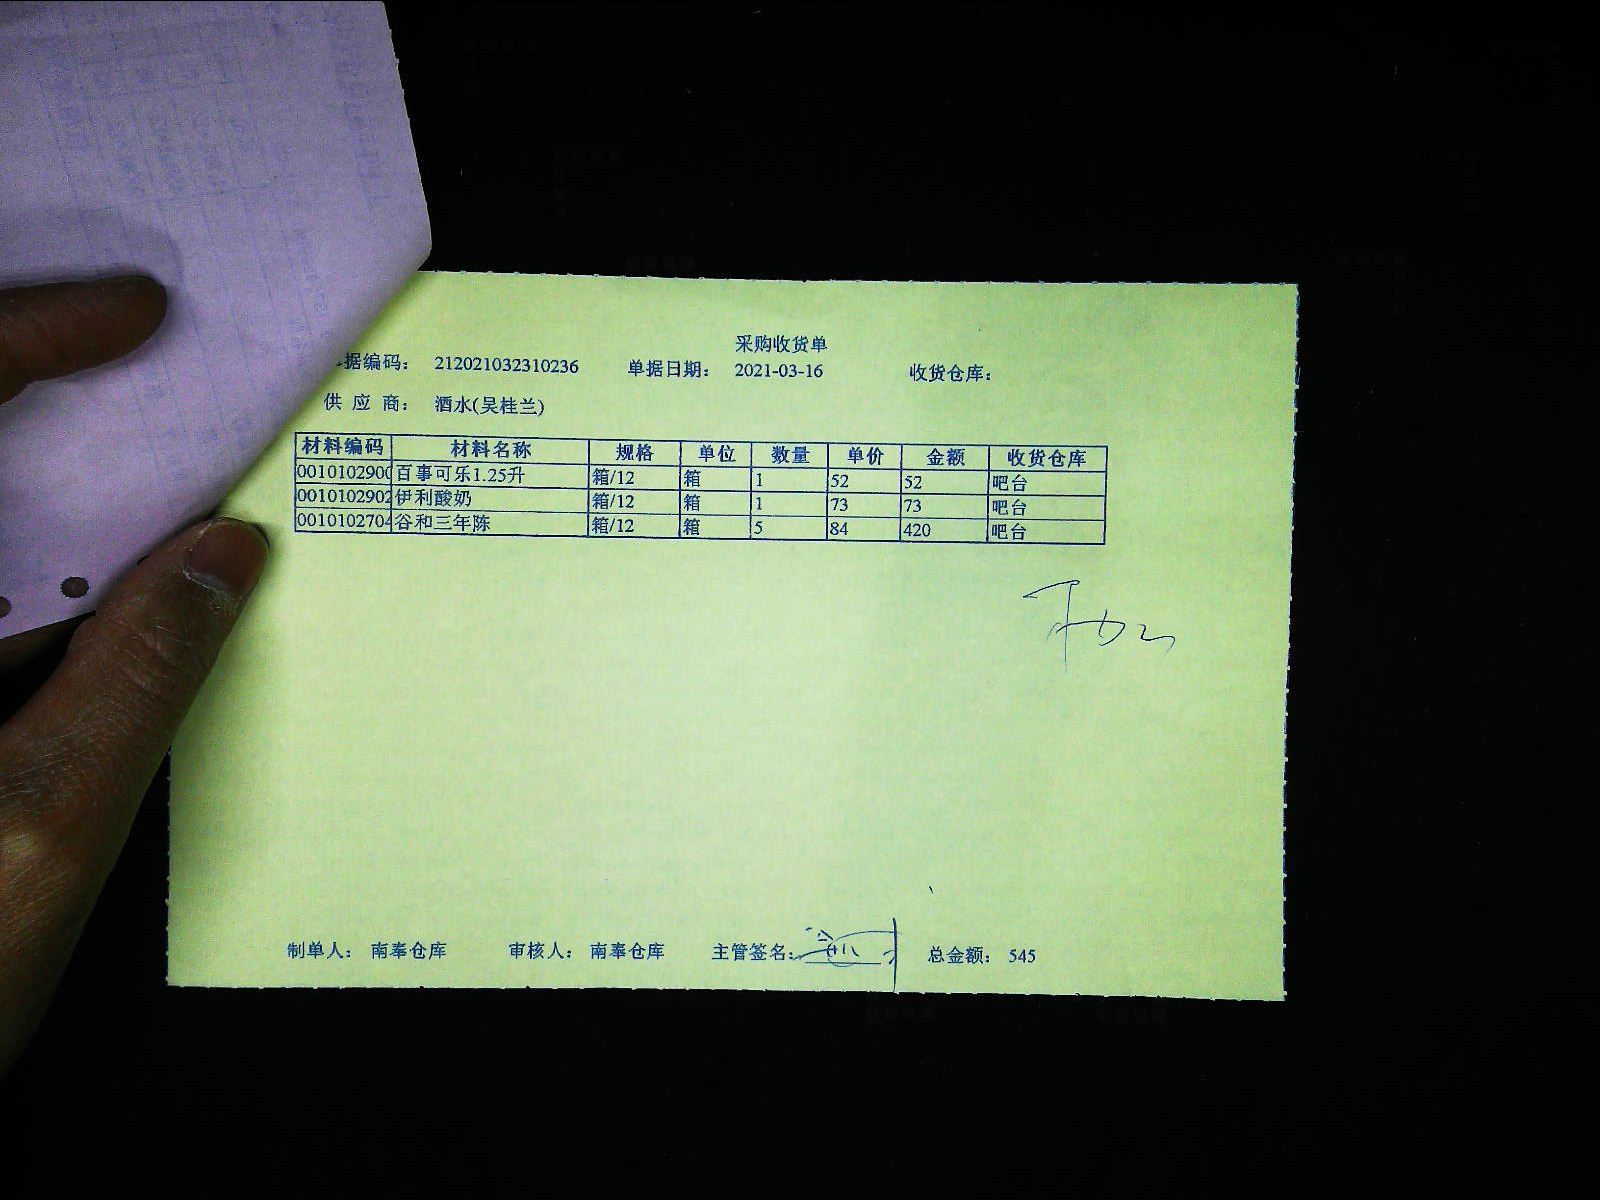 采购收货单
据编码： 212021032310236 单据日期： 2021-03-16 收货仓库：
供 应 商： 酒水(吴桂兰)
材料编码 材料名称 规格 单位 数量 单价 金额 收货仓库
0010102900 百事可乐1.25升 箱/12 箱 1 52 52 吧台
0010102902 伊利酸奶 箱/12 箱 1 73 73 吧台
0010102704 谷和三年陈 箱/12 箱 5 84 420 吧台
制单人： 南奉仓库 审核人： 南奉仓库 主管签名： 总金额： 545